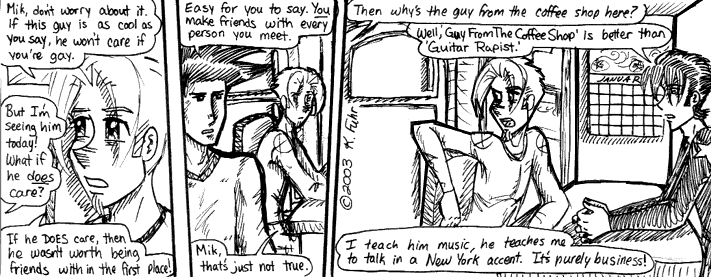 Mik, don't worry about it.
If this guy is as cool as
you say, he won't care if
you're gay.
But I'm
seeing him
today!
What if
he does
care?
If he DOES care, then
he wasn't worth being
friends with in the first place!
Easy for you to say. You
make friends with every
person you meet.
Mik,
that's just not true.
©2003 K. Fuhr
Then why's the guy from the coffee shop here?
Well, 'Guy From The Coffee Shop' is better than
'Guitar Rapist.'
JANUAR
I teach him music, he teaches me
to talk in a New York accent. It's purely business!